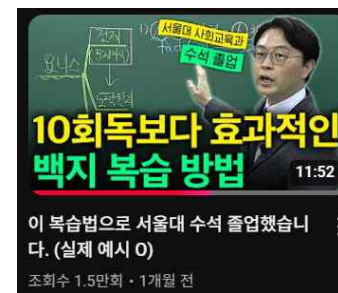 서울대 사회교육과
수석 졸업
10회독보다 효과적인
백지 복습 방법
11:52
이 복습법으로 서울대 수석 졸업했습니
다. (실제 예시 O)
조회수 1.5만회 • 1개월 전